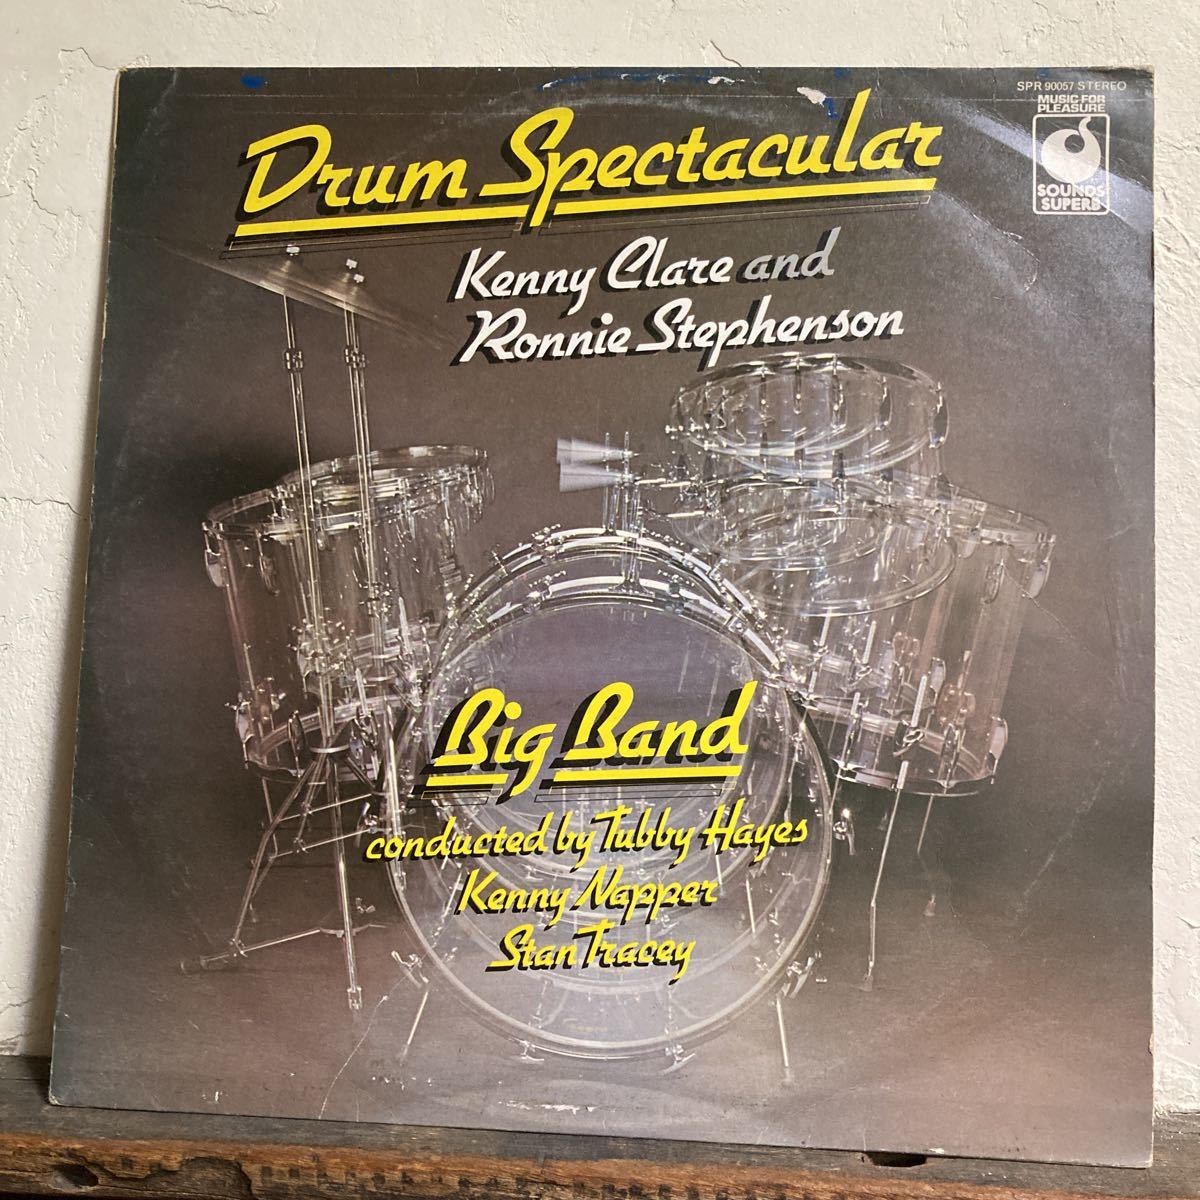 SPR 90057 STEREO
MUSIC FOR
PLEASURE
SOUNDS
SUPERB
Drum Spectacular
Kenny Clare and
Ronnie Stephenson
Big Band
conducted by Tubby Hayes
Kenny Napper
Stan Tracey